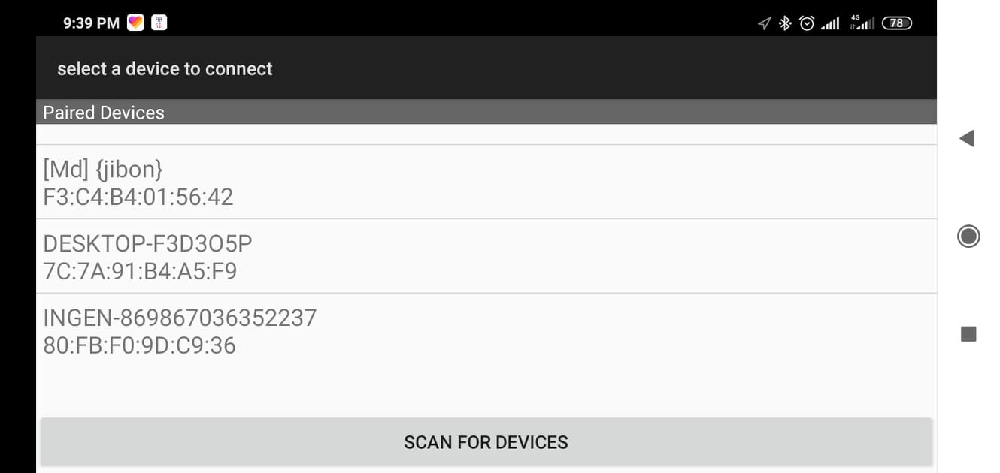 9:39 PM
4G
78
select a device to connect
Paired Devices
[Md] {jibon}
F3:C4:B4:01:56:42
DESKTOP-F3D3O5P
7C:7A:91:B4:A5:F9
INGEN-869867036352237
80:FB:F0:9D:C9:36
SCAN FOR DEVICES